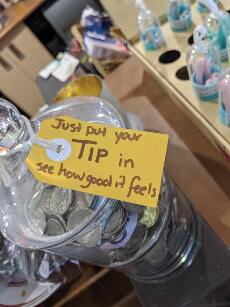 Just put your
TIP in
see how good it feels